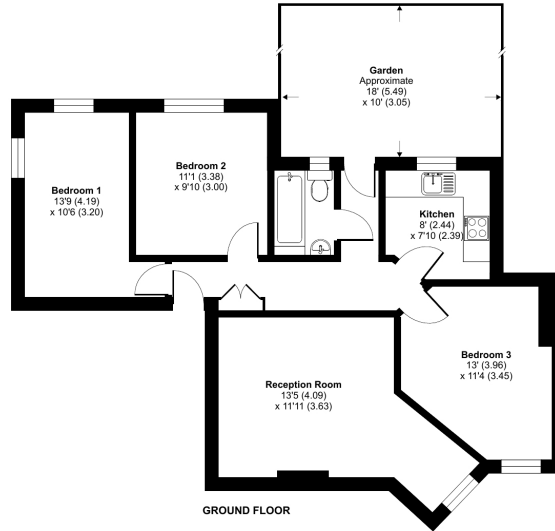 Garden
Approximate
18' (5.49)
x 10' (3.05)
Bedroom 2
11'1 (3.38)
x 9'10 (3.00)
Bedroom 1
13'9 (4.19)
x 10'6 (3.20)
Kitchen
8' (2.44)
x 7'10 (2.39)
Bedroom 3
13' (3.96)
x 11'4 (3.45)
Reception Room
13'5 (4.09)
x 11'11 (3.63)
GROUND FLOOR